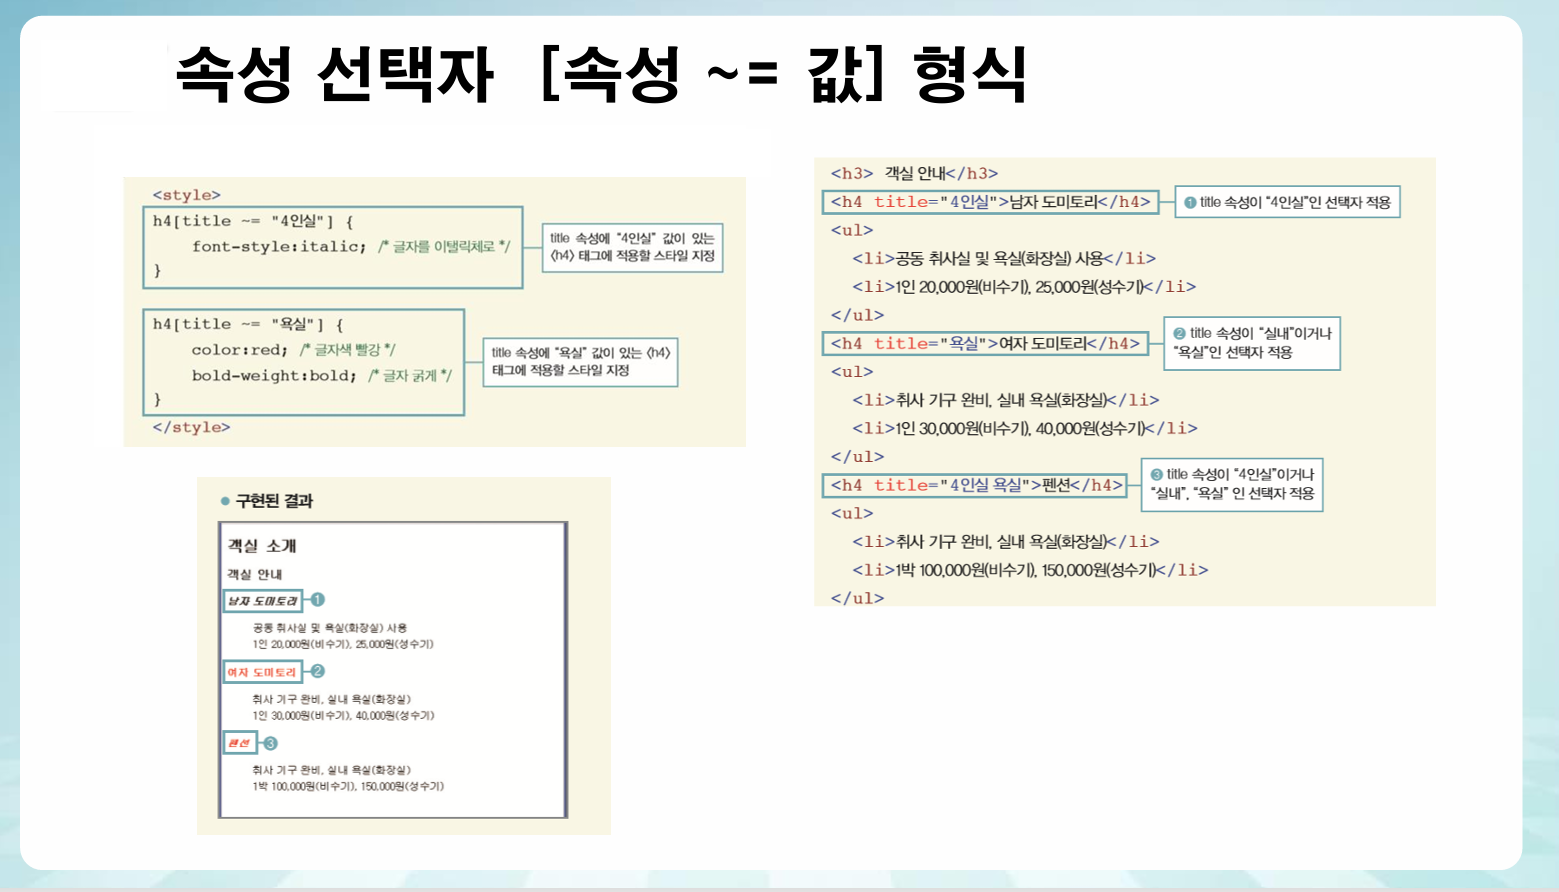 속성 선택자 [속성 ~= 값] 형식
<style>
h4[title ~= "4인실"] {
font-style:italic; /* 글자를 이탤릭체로 */
}
title 속성에 "4인실" 값이 있는
<h4> 태그에 적용할 스타일 지정
h4[title ~= "욕실"] {
color:red; /* 글자색 빨강 */
bold-weight:bold; /* 글자 굵게 */
}
title 속성에 "욕실" 값이 있는 <h4>
태그에 적용할 스타일 지정
</style>
● 구현된 결과
객실 소개
객실 안내
남자 도미토리 ①
공동 취사실 및 욕실(화장실) 사용
1인 20,000원(비수기), 25,000원(성수기)
여자 도미토리 ②
취사 기구 완비, 실내 욕실(화장실)
1인 30,000원(비수기), 40,000원(성수기)
펜션 ③
취사 기구 완비, 실내 욕실(화장실)
1박 100,000원(비수기), 150,000원(성수기)
<h3> 객실 안내</h3>
<h4 title="4인실">남자 도미토리</h4>
① title 속성이 "4인실"인 선택자 적용
<ul>
<li>공동 취사실 및 욕실(화장실) 사용</li>
<li>1인 20,000원(비수기), 25,000원(성수기)</li>
</ul>
<h4 title="욕실">여자 도미토리</h4>
② title 속성이 "실내"이거나
"욕실"인 선택자 적용
<ul>
<li>취사 기구 완비, 실내 욕실(화장실)</li>
<li>1인 30,000원(비수기), 40,000원(성수기)</li>
</ul>
<h4 title="4인실 욕실">펜션</h4>
③ title 속성이 "4인실"이거나
"실내", "욕실" 인 선택자 적용
<ul>
<li>취사 기구 완비, 실내 욕실(화장실)</li>
<li>1박 100,000원(비수기), 150,000원(성수기)</li>
</ul>